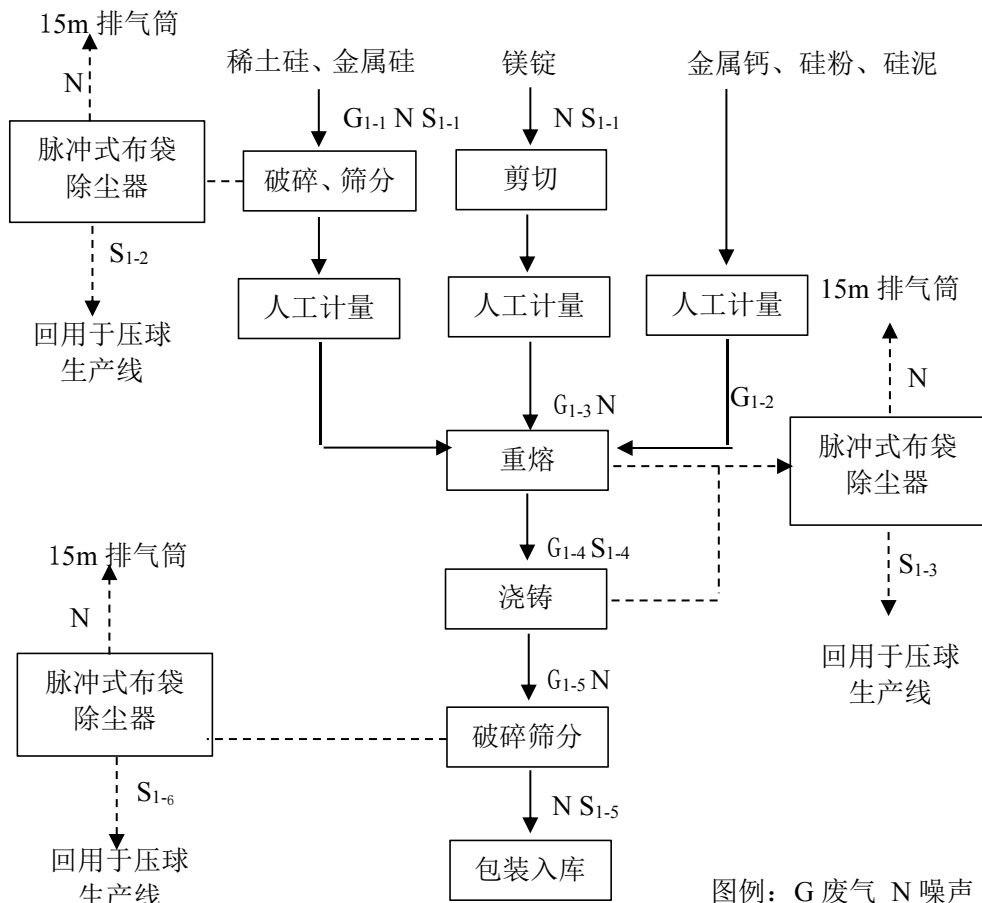 15m 排气筒
N
稀土硅、金属硅
镁锭
金属钙、硅粉、硅泥
G1-1 N S1-1
N S1-1
脉冲式布袋
除尘器
破碎、筛分
剪切
S1-2
人工计量
人工计量
人工计量
15m 排气筒
回用于压球
生产线
N
G1-3 N
G1-2
重熔
脉冲式布袋
除尘器
G1-4 S1-4
S1-3
15m 排气筒
浇铸
N
回用于压球
生产线
脉冲式布袋
除尘器
G1-5 N
破碎筛分
S1-6
N S1-5
回用于压球
生产线
包装入库
图例：G 废气 N 噪声